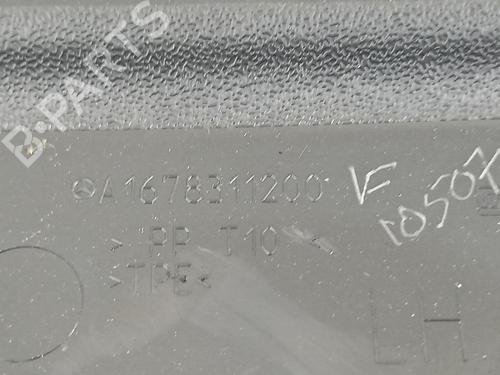 B-PARTS
A1678311200 VF
10507
> PP T10 <
>TPE<
LH